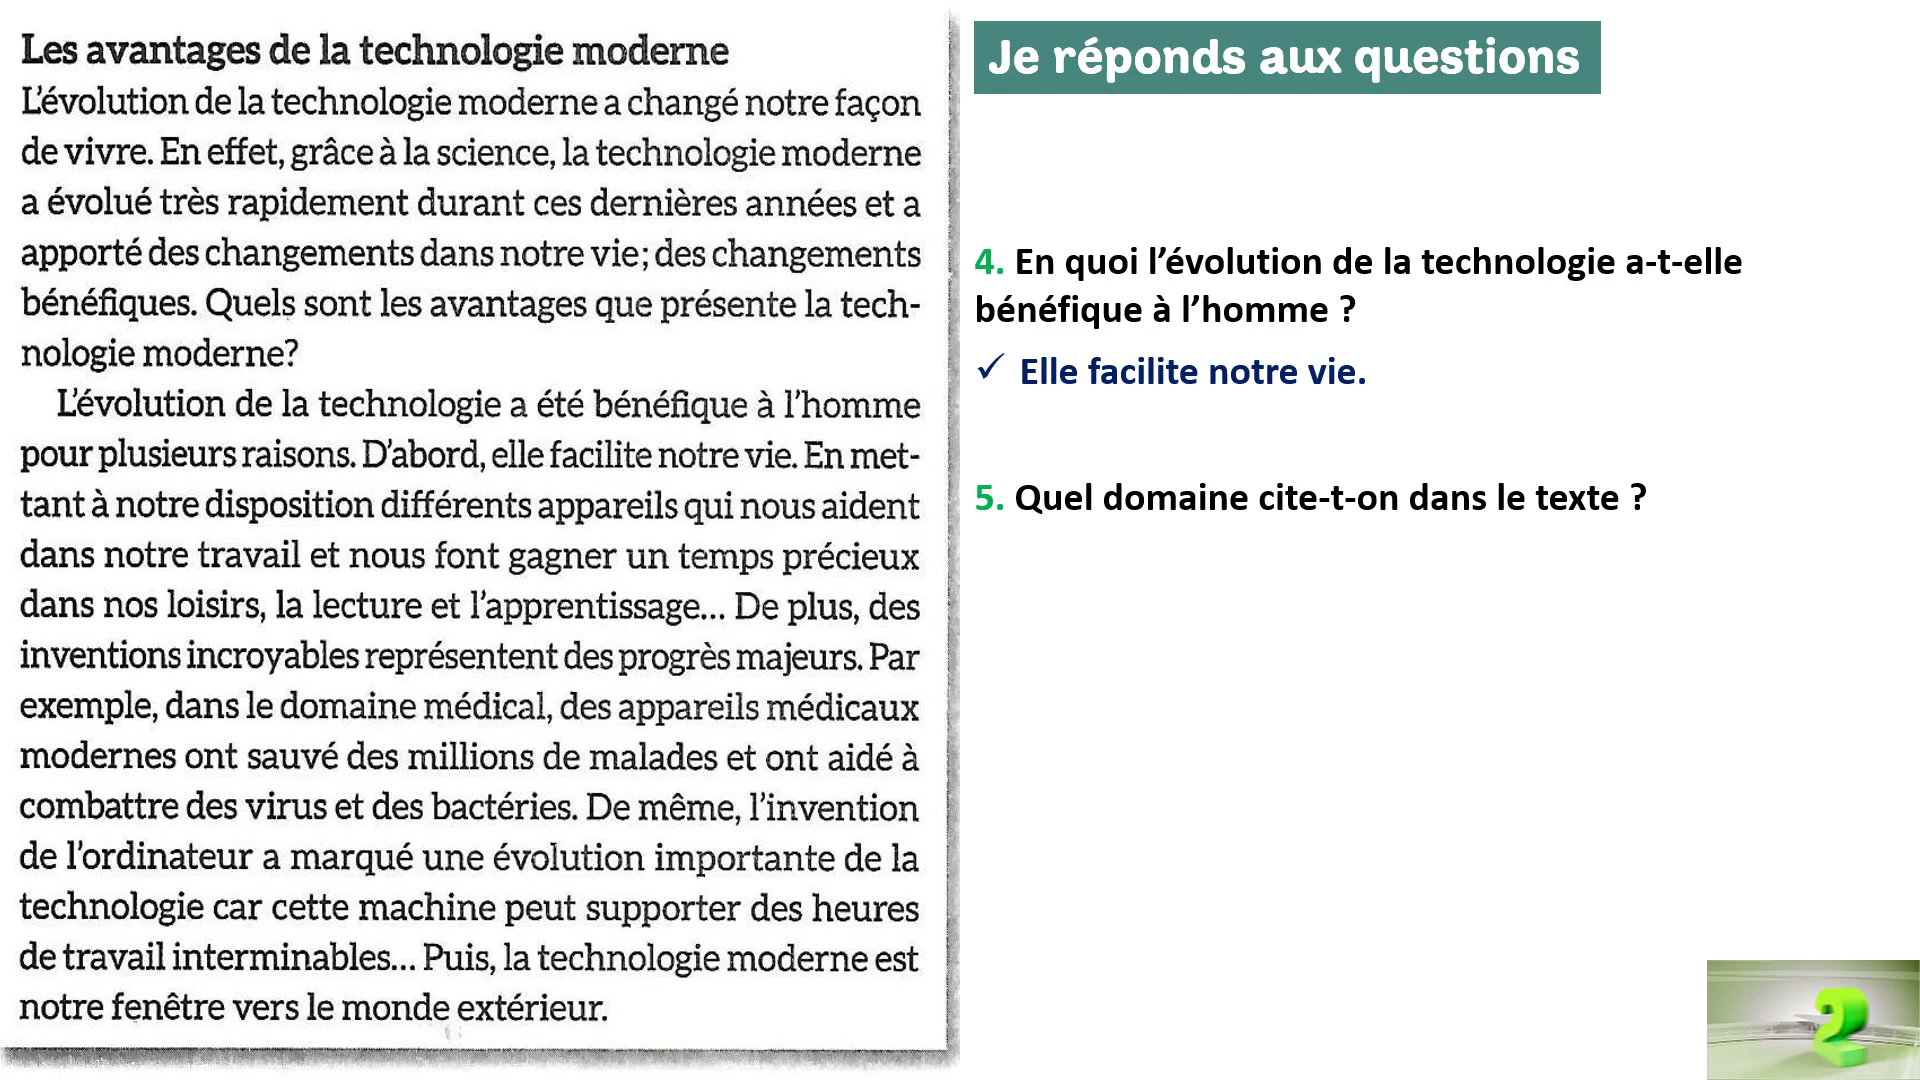 Les avantages de la technologie moderne
L'évolution de la technologie moderne a changé notre façon
de vivre. En effet, grâce à la science, la technologie moderne
a évolué très rapidement durant ces dernières années et a
apporté des changements dans notre vie; des changements
bénéfiques. Quels sont les avantages que présente la tech-
nologie moderne?
L'évolution de la technologie a été bénéfique à l'homme
pour plusieurs raisons. D'abord, elle facilite notre vie. En met-
tant à notre disposition différents appareils qui nous aident
dans notre travail et nous font gagner un temps précieux
dans nos loisirs, la lecture et l'apprentissage... De plus, des
inventions incroyables représentent des progrès majeurs. Par
exemple, dans le domaine médical, des appareils médicaux
modernes ont sauvé des millions de malades et ont aidé à
combattre des virus et des bactéries. De même, l'invention
de l'ordinateur a marqué une évolution importante de la
technologie car cette machine peut supporter des heures
de travail interminables... Puis, la technologie moderne est
notre fenêtre vers le monde extérieur.
Je réponds aux questions
4. En quoi l'évolution de la technologie a-t-elle
bénéfique à l'homme ?
✓ Elle facilite notre vie.
5. Quel domaine cite-t-on dans le texte ?
2